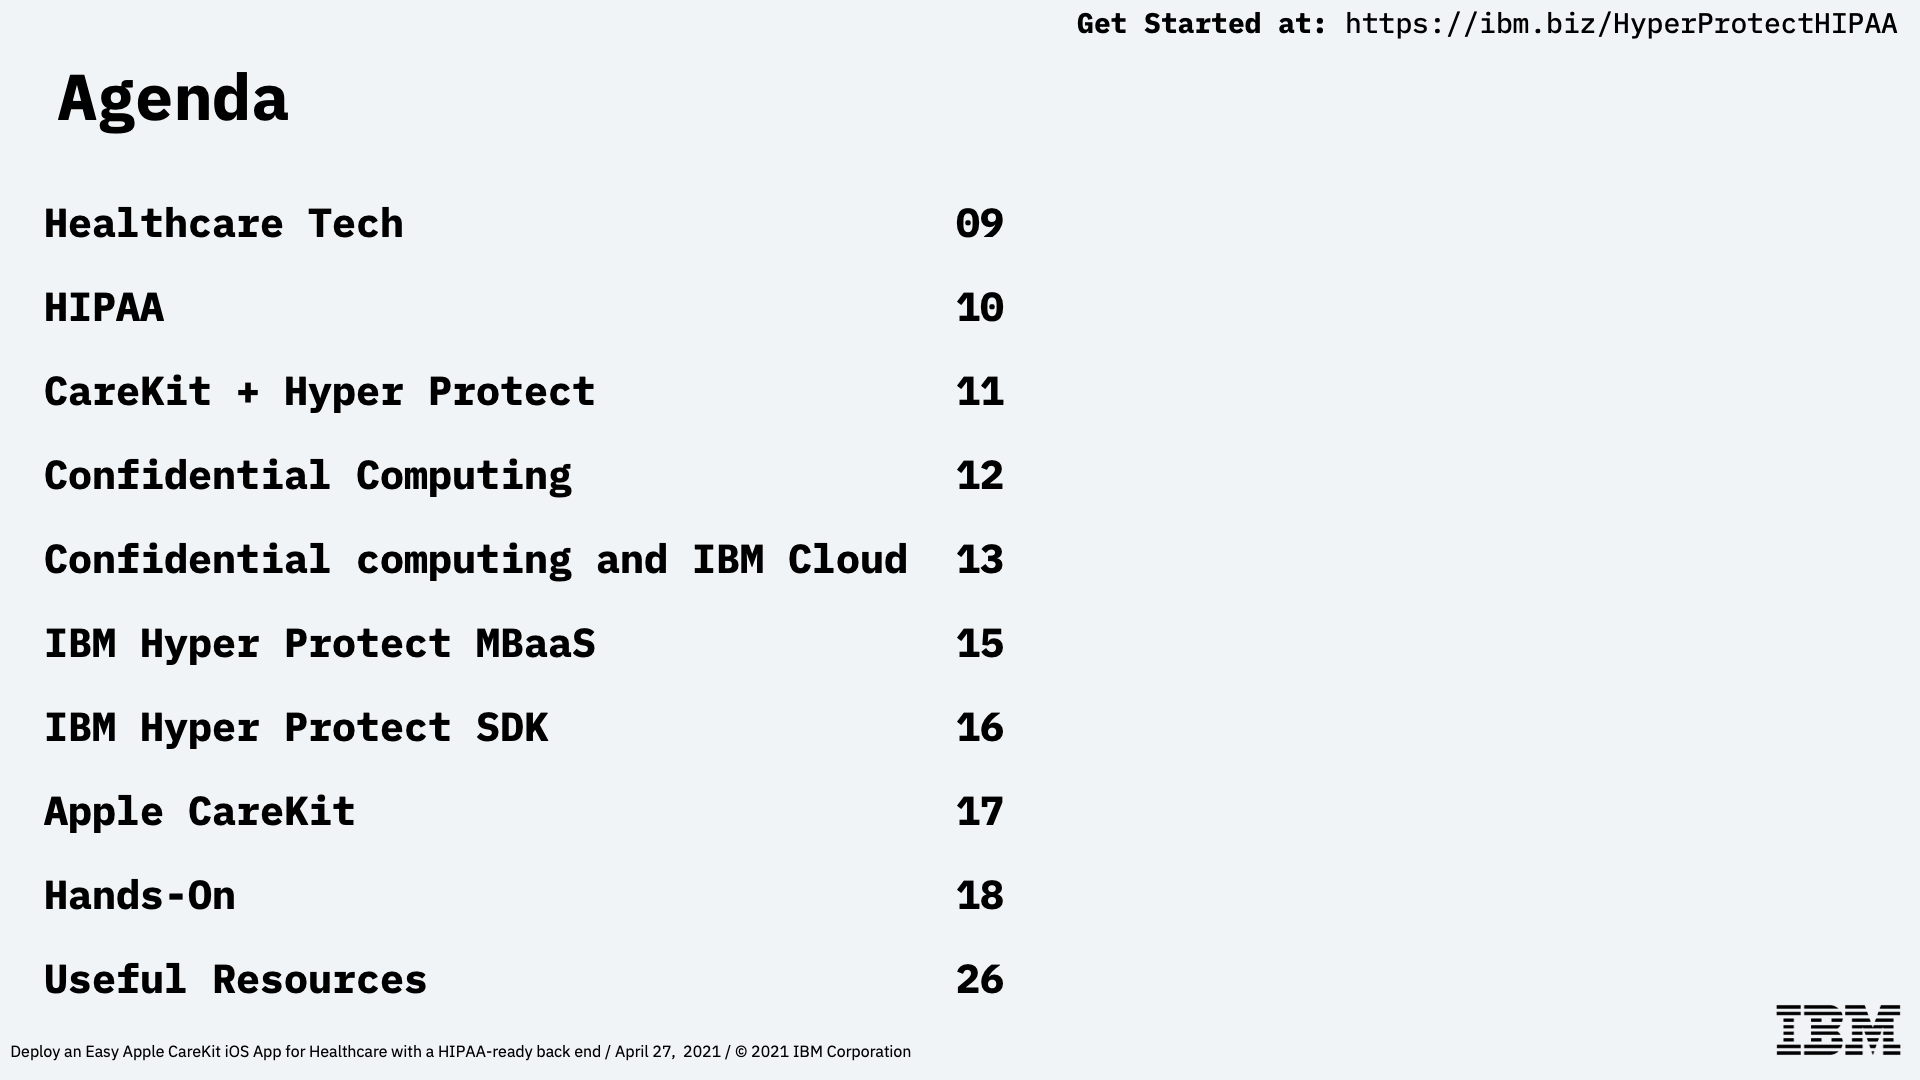 Get Started at: https://ibm.biz/HyperProtectHIPAA
Agenda
Healthcare Tech 09
HIPAA 10
CareKit + Hyper Protect 11
Confidential Computing 12
Confidential computing and IBM Cloud 13
IBM Hyper Protect MBaaS 15
IBM Hyper Protect SDK 16
Apple CareKit 17
Hands-On 18
Useful Resources 26
Deploy an Easy Apple CareKit iOS App for Healthcare with a HIPAA-ready back end / April 27, 2021 / © 2021 IBM Corporation
IBM